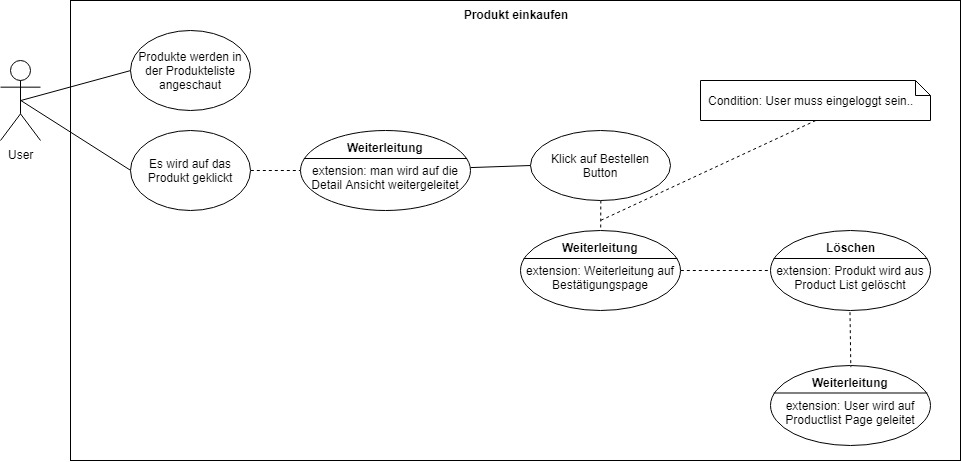 Produkt einkaufen
Produkte werden in
der Produkteliste
angeschaut
User
Es wird auf das
Produkt geklickt
Weiterleitung
extension: man wird auf die
Detail Ansicht weitergeleitet
Klick auf Bestellen
Button
Condition: User muss eingeloggt sein..
Weiterleitung
extension: Weiterleitung auf
Bestätigungspage
Löschen
extension: Produkt wird aus
Product List gelöscht
Weiterleitung
extension: User wird auf
Productlist Page geleitet